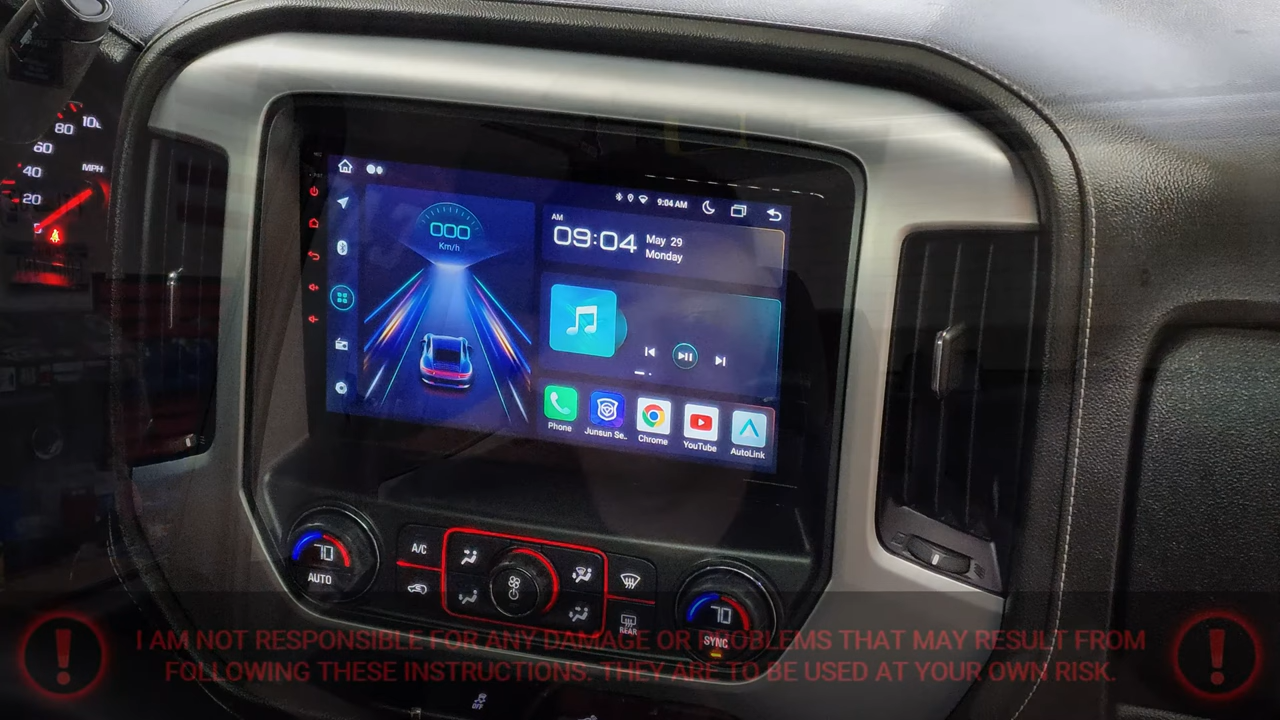 100
80
60
40
20
MPH
9:04 AM
000
Km/h
AM
09:04
May 29
Monday
Phone
Junsun Se..
Chrome
YouTube
AutoLink
70
AUTO
A/C
REAR
70
SYNC
I AM NOT RESPONSIBLE FOR ANY DAMAGE OR PROBLEMS THAT MAY RESULT FROM
FOLLOWING THESE INSTRUCTIONS. THEY ARE TO BE USED AT YOUR OWN RISK.
OFF